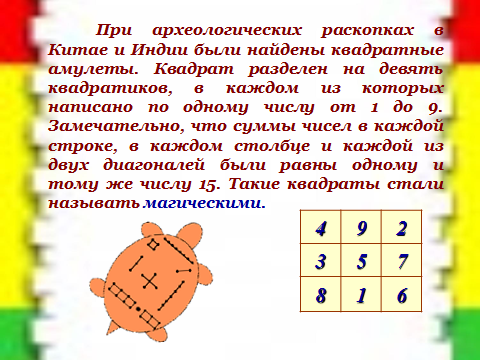 При археологических раскопках в
Китае и Индии были найдены квадратные
амулеты. Квадрат разделен на девять
квадратиков, в каждом из которых
написано по одному числу от 1 до 9.
Замечательно, что суммы чисел в каждой
строке, в каждом столбце и каждой из
двух диагоналей были равны одному и
тому же числу 15. Такие квадраты стали
называть магическими.
4 9 2
3 5 7
8 1 6